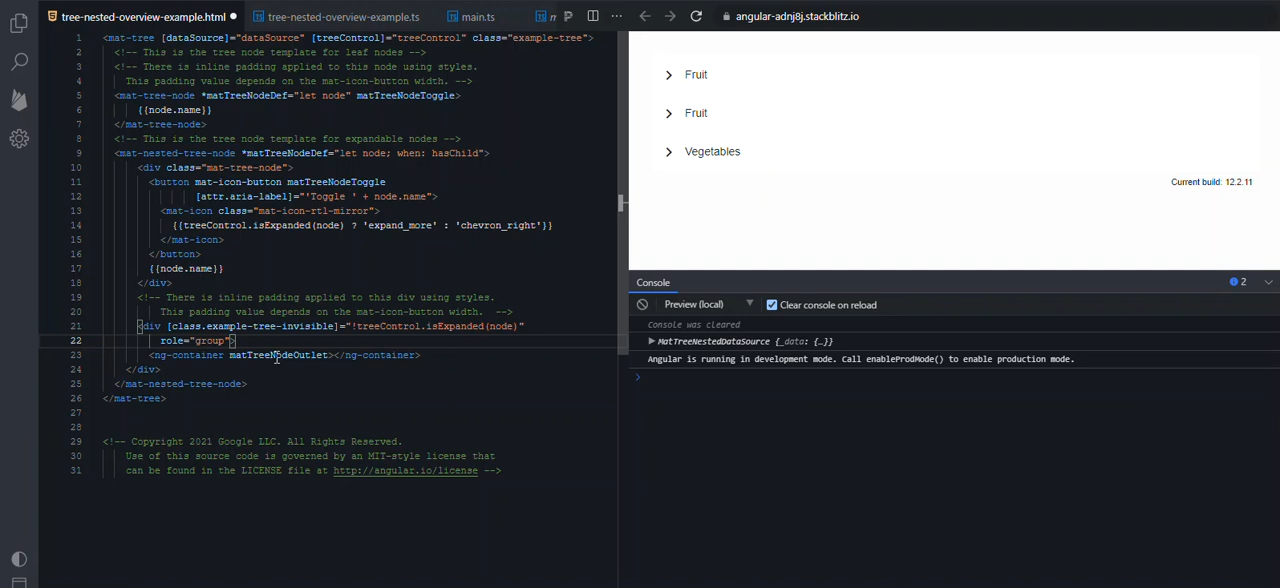 tree-nested-overview-example.html
tree-nested-overview-example.ts
main.ts
angular-adnj8j.stackblitz.io
1 <mat-tree [dataSource]="dataSource" [treeControl]="treeControl" class="example-tree">
2 <!-- This is the tree node template for leaf nodes -->
3 <!-- There is inline padding applied to this node using styles.
4 This padding value depends on the mat-icon-button width. -->
5 <mat-tree-node *matTreeNodeDef="let node" matTreeNodeToggle>
6 {{node.name}}
7 </mat-tree-node>
8 <!-- This is the tree node template for expandable nodes -->
9 <mat-nested-tree-node *matTreeNodeDef="let node; when: hasChild">
10 <div class="mat-tree-node">
11 <button mat-icon-button matTreeNodeToggle
12 [attr.aria-label]="'Toggle ' + node.name">
13 <mat-icon class="mat-icon-rtl-mirror">
14 {{treeControl.isExpanded(node) ? 'expand_more' : 'chevron_right'}}
15 </mat-icon>
16 </button>
17 {{node.name}}
18 </div>
19 <!-- There is inline padding applied to this div using styles.
20 This padding value depends on the mat-icon-button width. -->
21 <div [class.example-tree-invisible]="!treeControl.isExpanded(node)"
22 role="group">
23 <ng-container matTreeNodeOutlet></ng-container>
24 </div>
25 </mat-nested-tree-node>
26 </mat-tree>
27
28
29 <!-- Copyright 2021 Google LLC. All Rights Reserved.
30 Use of this source code is governed by an MIT-style license that
31 can be found in the LICENSE file at http://angular.io/license -->
Fruit
Fruit
Vegetables
Current build: 12.2.11
Console
2
Preview (local)
Clear console on reload
Console was cleared
MatTreeNestedDataSource {_data: {…}}
Angular is running in development mode. Call enableProdMode() to enable production mode.